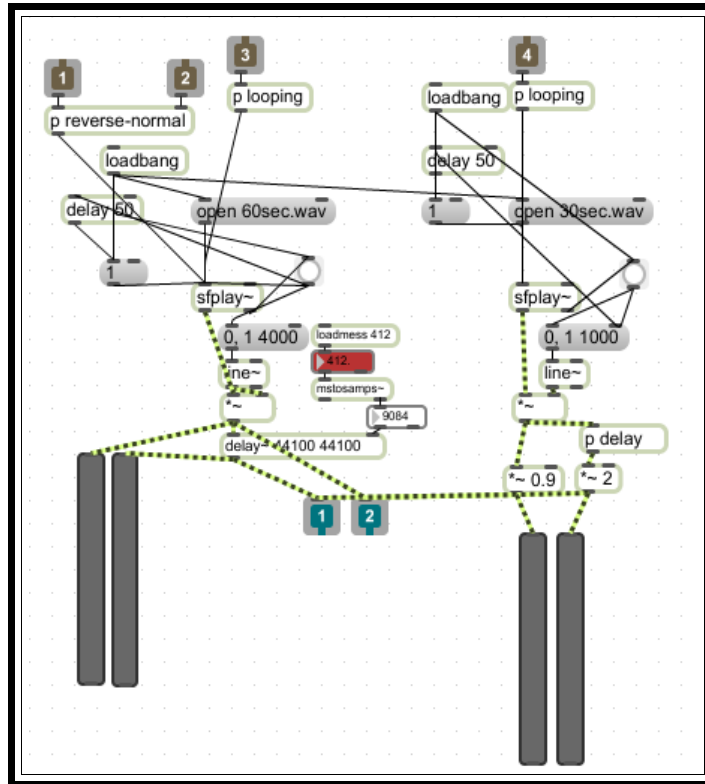 1
2
3
4
p reverse-normal
p looping
loadbang
p looping
loadbang
delay 50
delay 50
open 60sec.wav
1
open 30sec.wav
1
sfplay~
sfplay~
0, 1 4000
loadmess 412
0, 1 1000
412.
line~
line~
mstosamps~
*~
9084
*~
delay~ 44100 44100
p delay
*~ 0.9
*~ 2
1
2